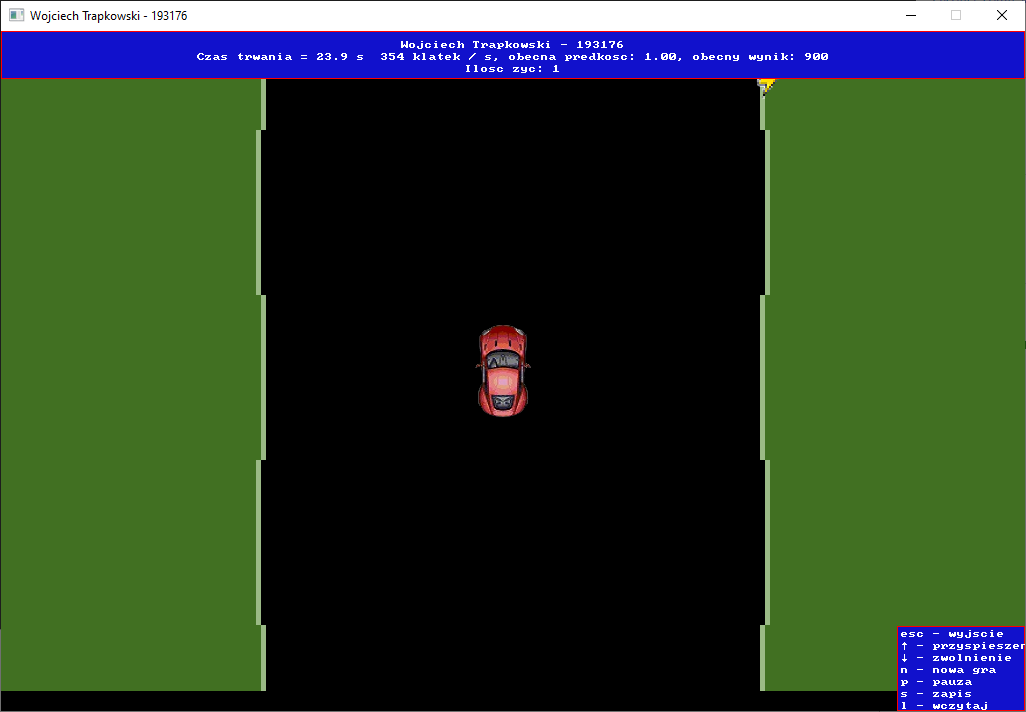 Wojciech Trapkowski - 193176
Wojciech Trapkowski - 193176
Czas trwania = 23.9 s  354 klatek / s, obecna predkosc: 1.00, obecny wynik: 900
Ilosc zyc: 1
esc - wyjscie
↑ - przyspieszen
↓ - zwolnienie
n - nowa gra
p - pauza
s - zapis
l - wczytaj